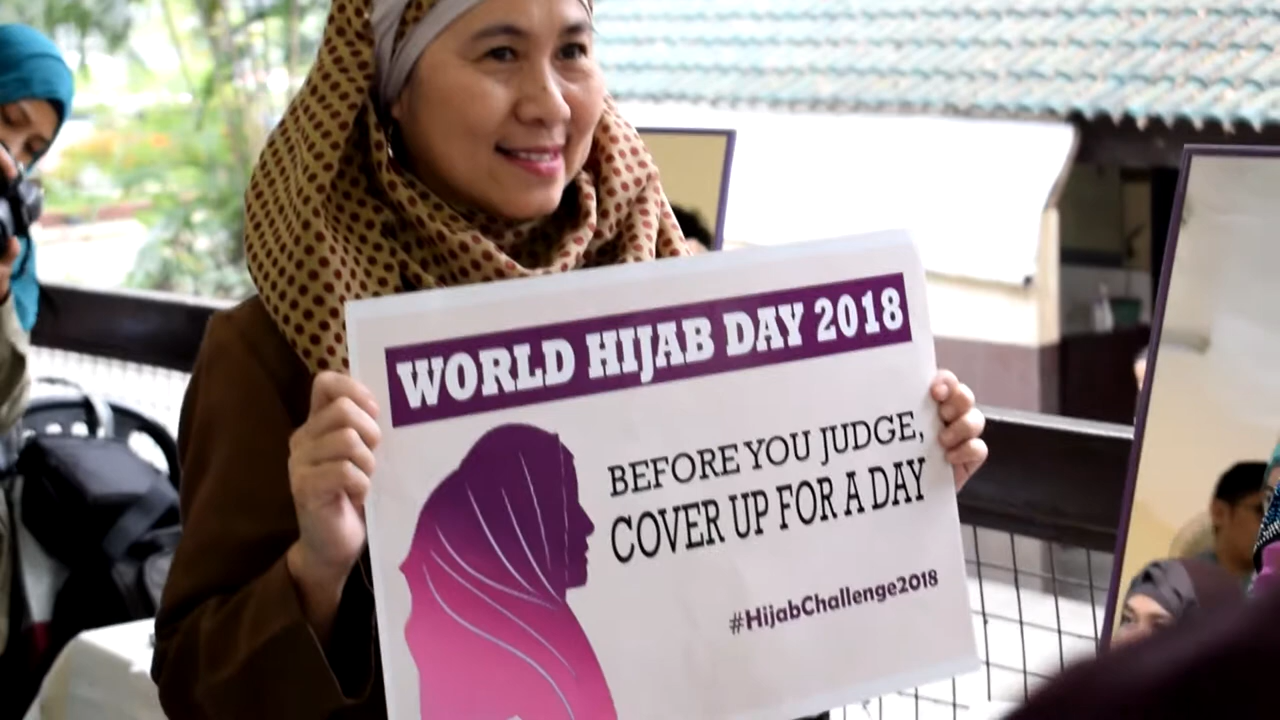 WORLD HIJAB DAY 2018
BEFORE YOU JUDGE,
COVER UP FOR A DAY
#HijabChallenge2018